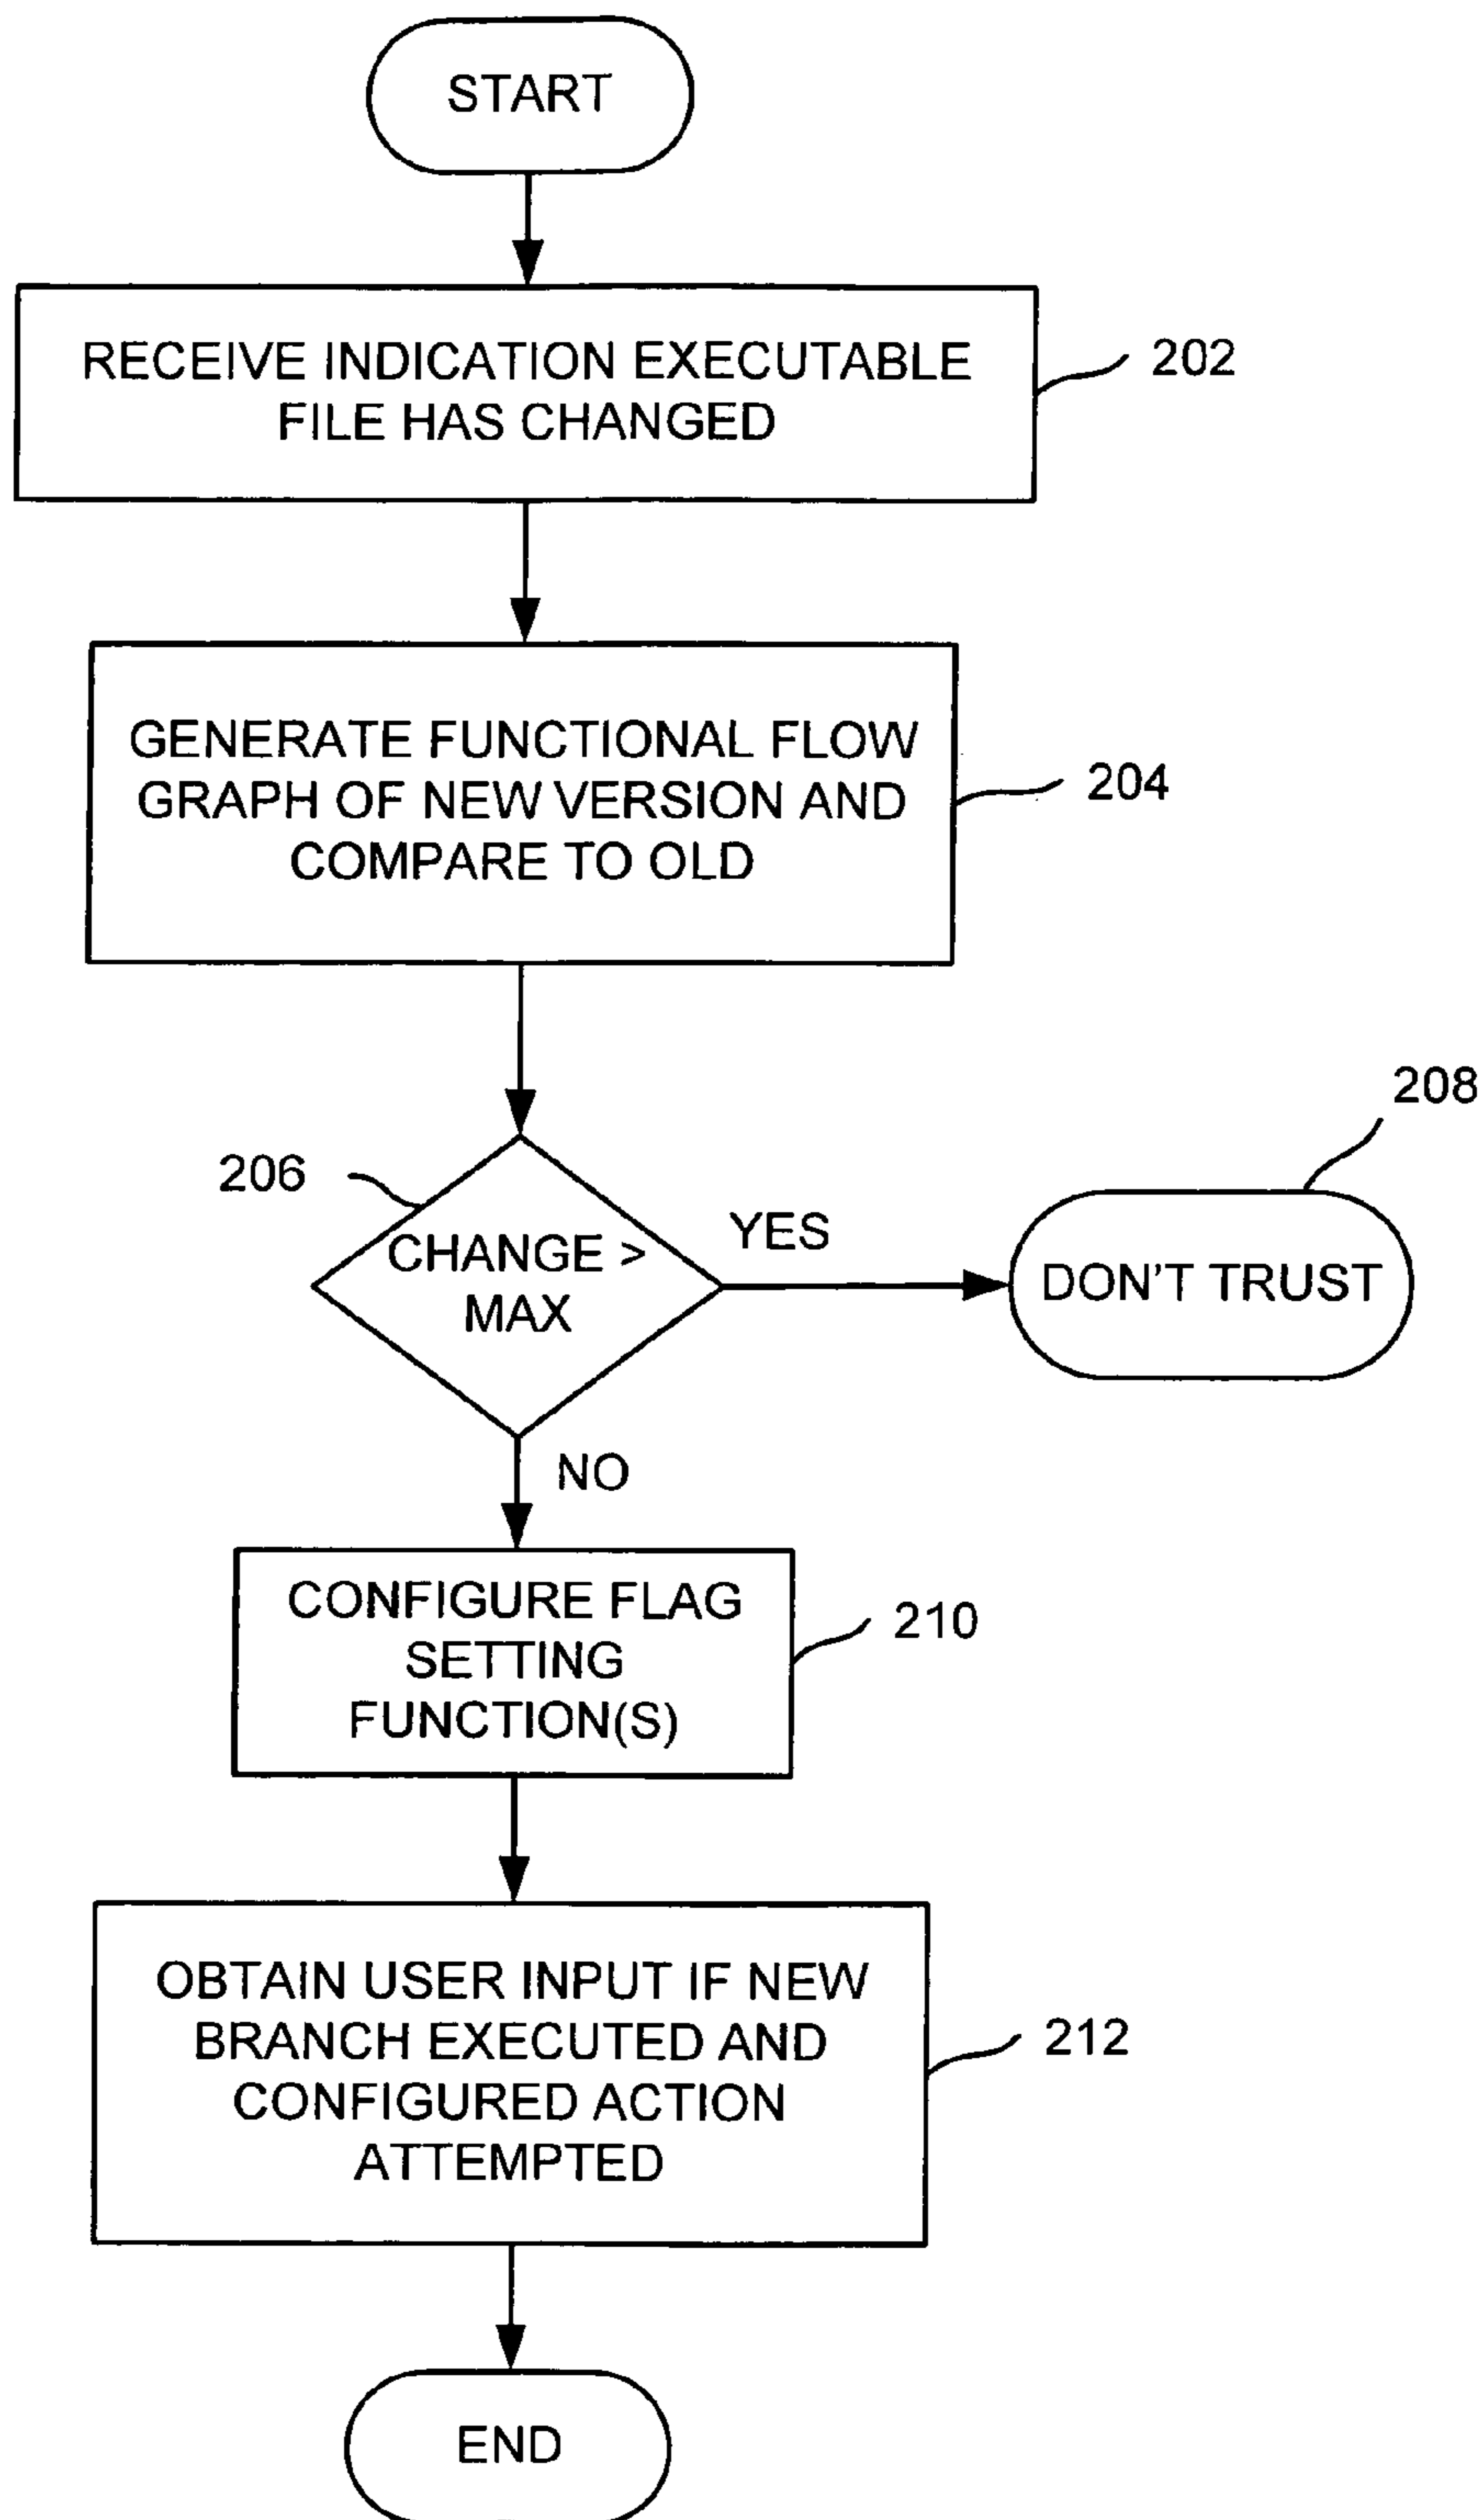 START
RECEIVE INDICATION EXECUTABLE
FILE HAS CHANGED
202
GENERATE FUNCTIONAL FLOW
GRAPH OF NEW VERSION AND
COMPARE TO OLD
204
206
CHANGE >
MAX
YES
208
DON'T TRUST
NO
CONFIGURE FLAG
SETTING
FUNCTION(S)
210
OBTAIN USER INPUT IF NEW
BRANCH EXECUTED AND
CONFIGURED ACTION
ATTEMPTED
212
END